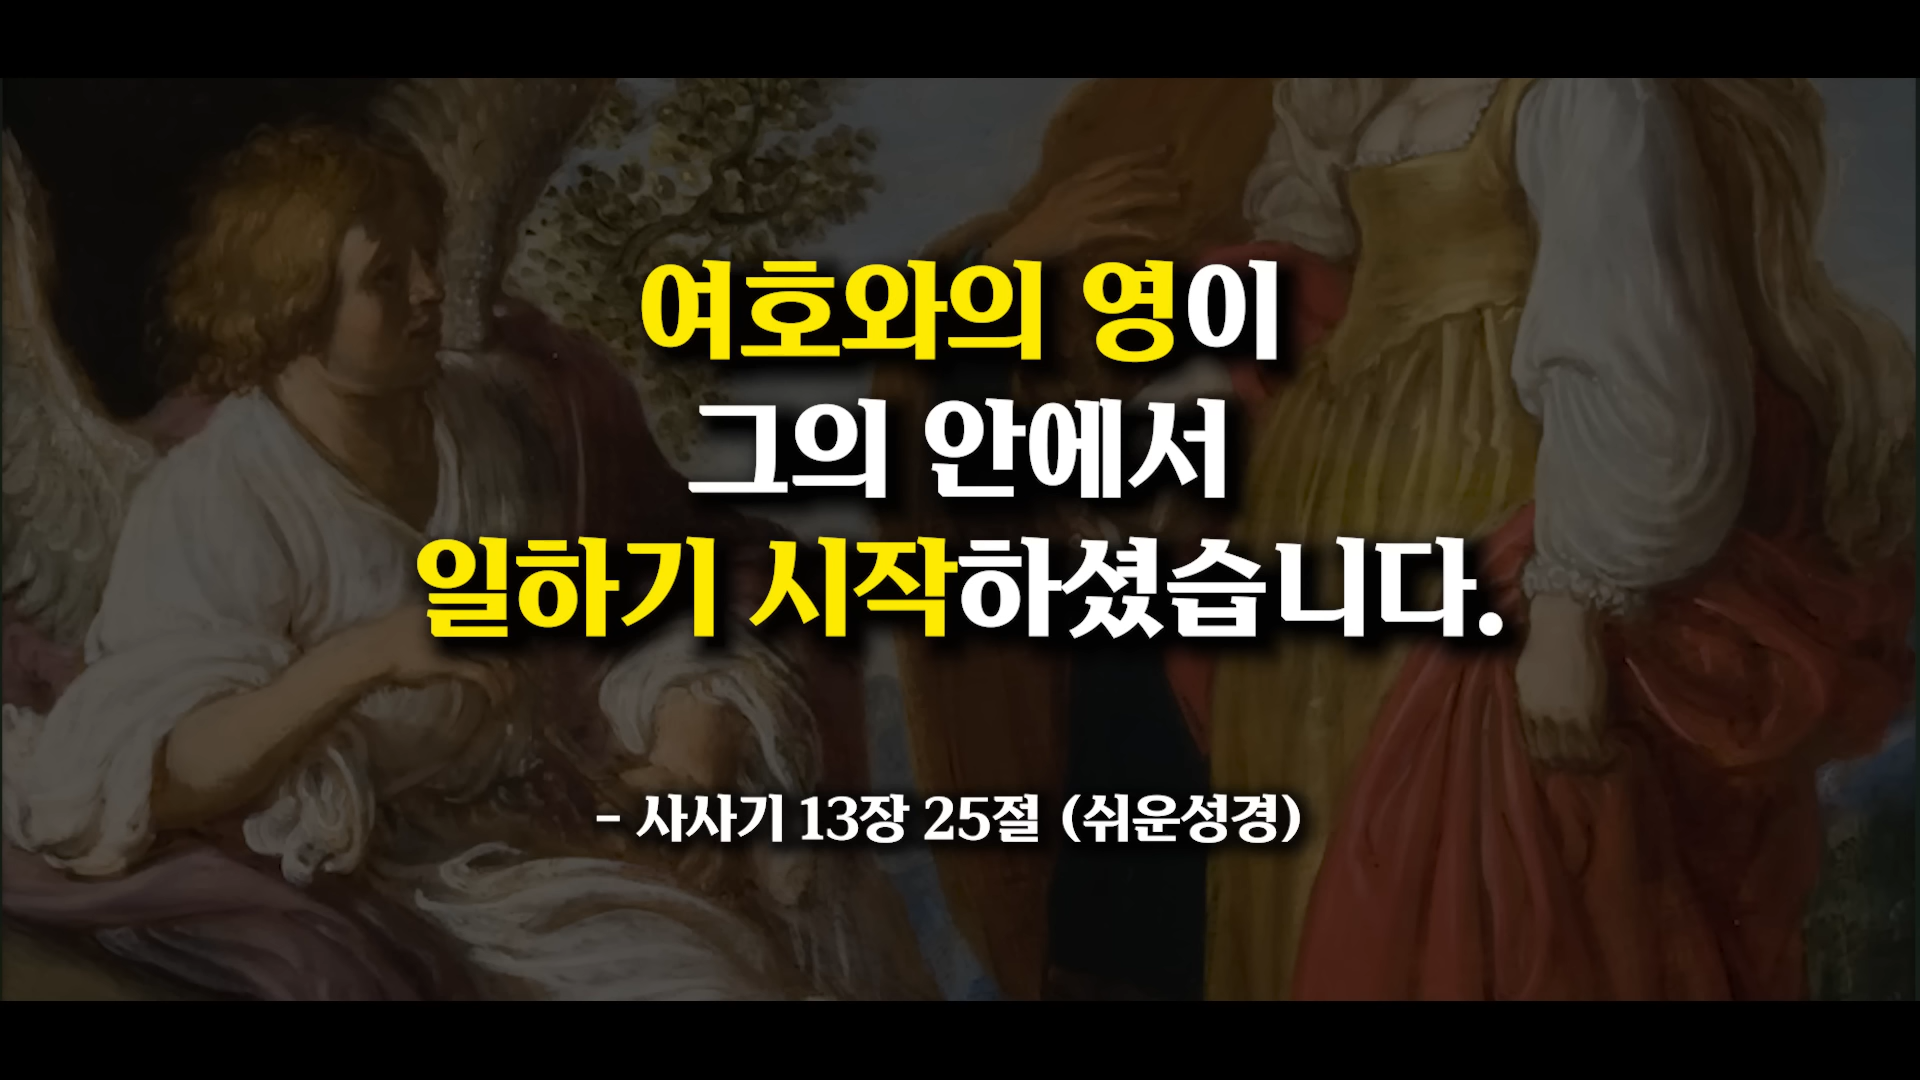 여호와의 영이
그의 안에서
일하기 시작하셨습니다.
- 사사기 13장 25절 (쉬운성경)